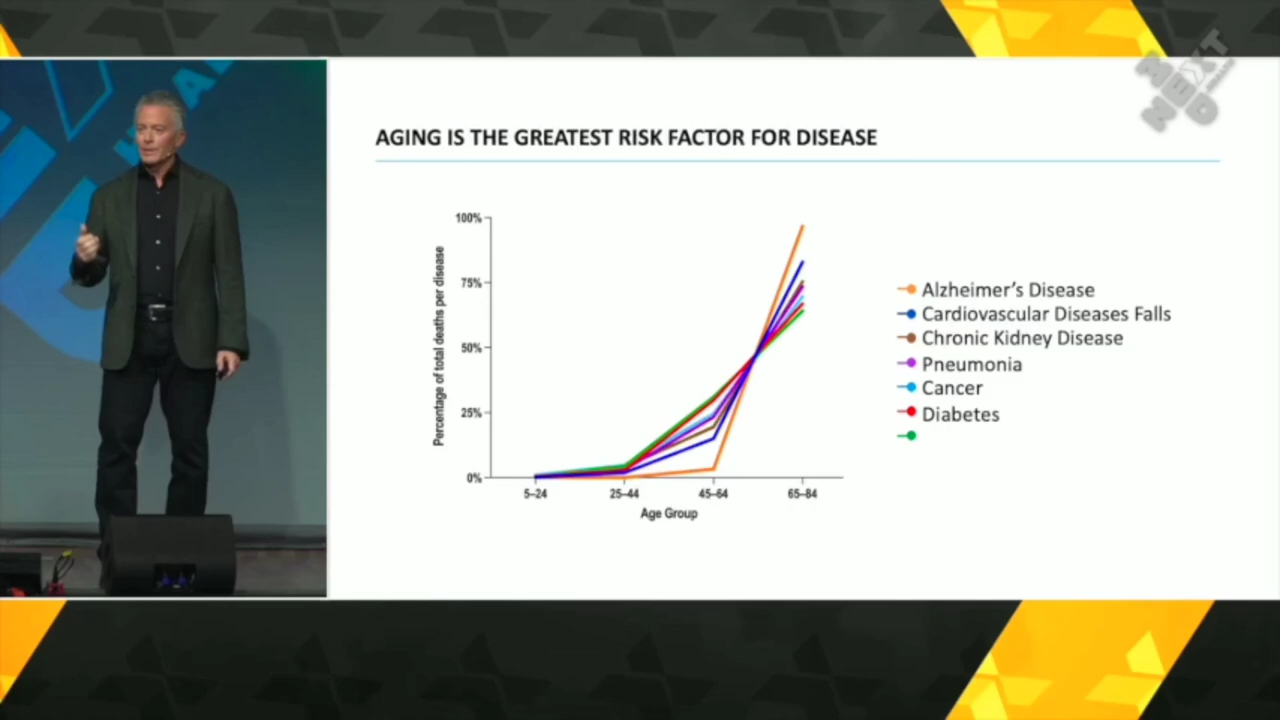 AGING IS THE GREATEST RISK FACTOR FOR DISEASE
Percentage of total deaths per disease
100%
75%
50%
25%
0%
5–24
25–44
45–64
65–84
Age Group
Alzheimer's Disease
Cardiovascular Diseases Falls
Chronic Kidney Disease
Pneumonia
Cancer
Diabetes
NEXT
MED